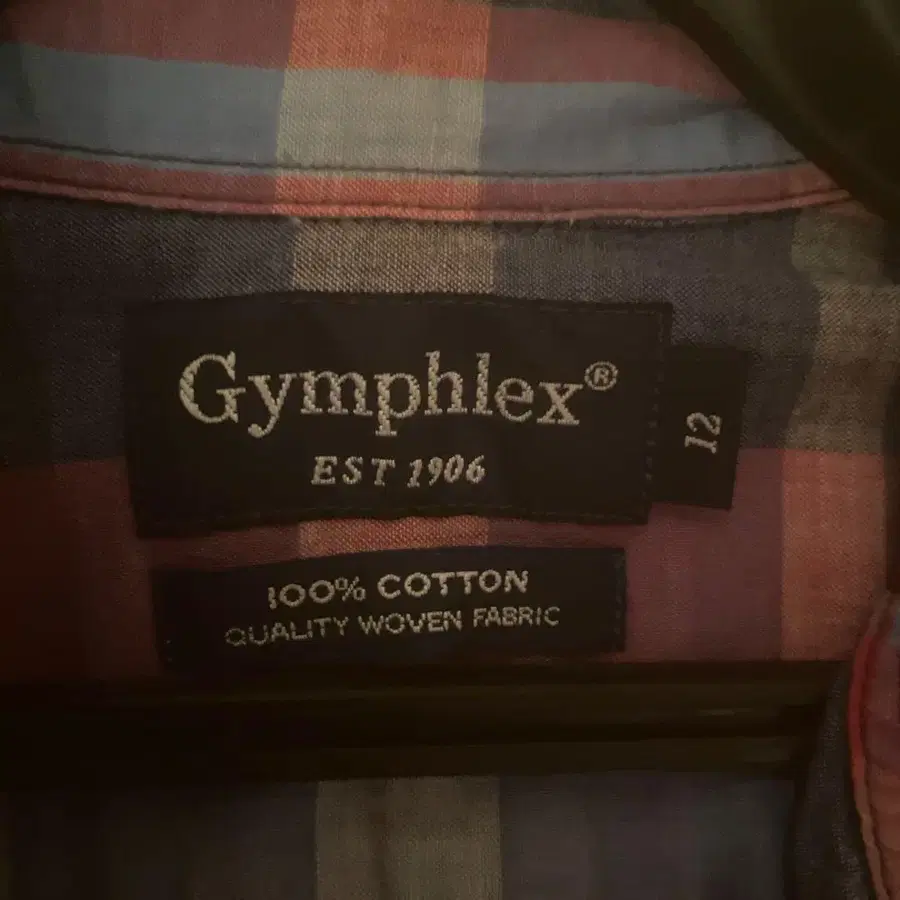 Gymphlex®
EST 1906
12
100% COTTON
QUALITY WOVEN FABRIC